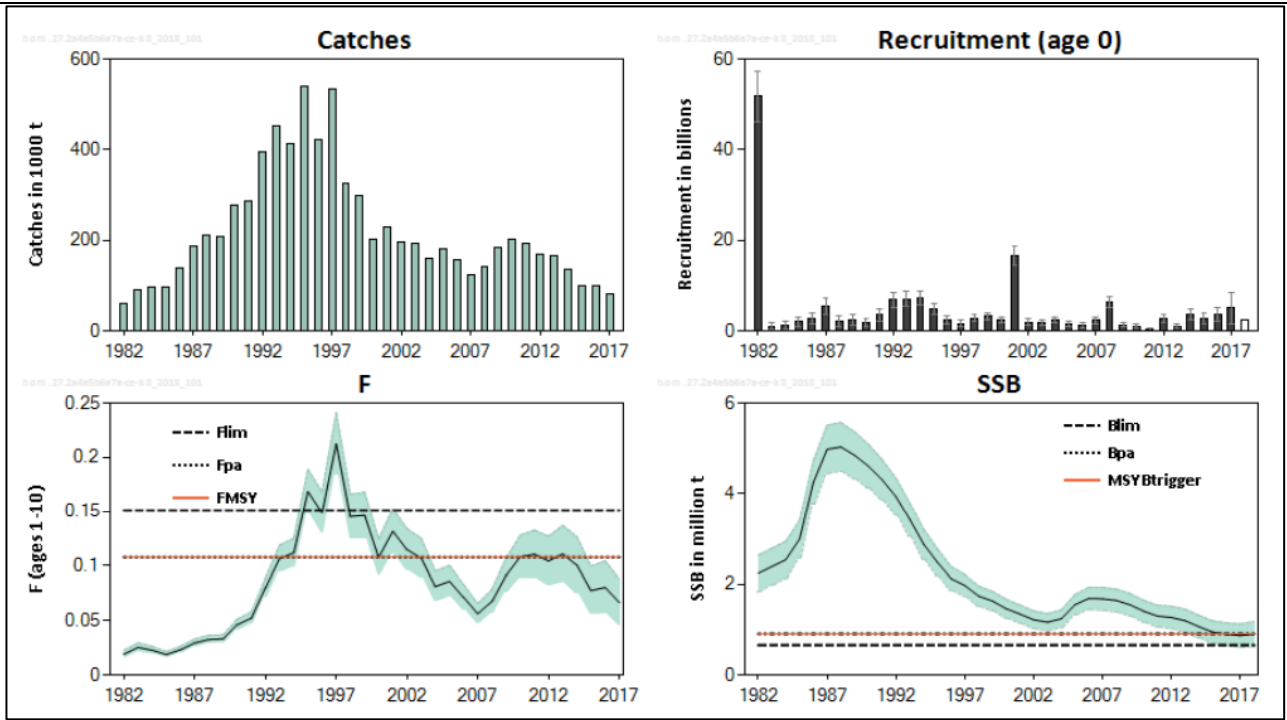 Catches
Catches in 1000 t
600
400
200
0
1982 1987 1992 1997 2002 2007 2012 2017
Recruitment (age 0)
Recruitment in billions
60
40
20
0
1982 1987 1992 1997 2002 2007 2012 2017
F
F (ages 1-10)
0.25
0.2
0.15
0.1
0.05
0
Flim
Fpa
FMSY
1982 1987 1992 1997 2002 2007 2012 2017
SSB
SSB in million t
6
4
2
0
Blim
Bpa
MSYBtrigger
1982 1987 1992 1997 2002 2007 2012 2017